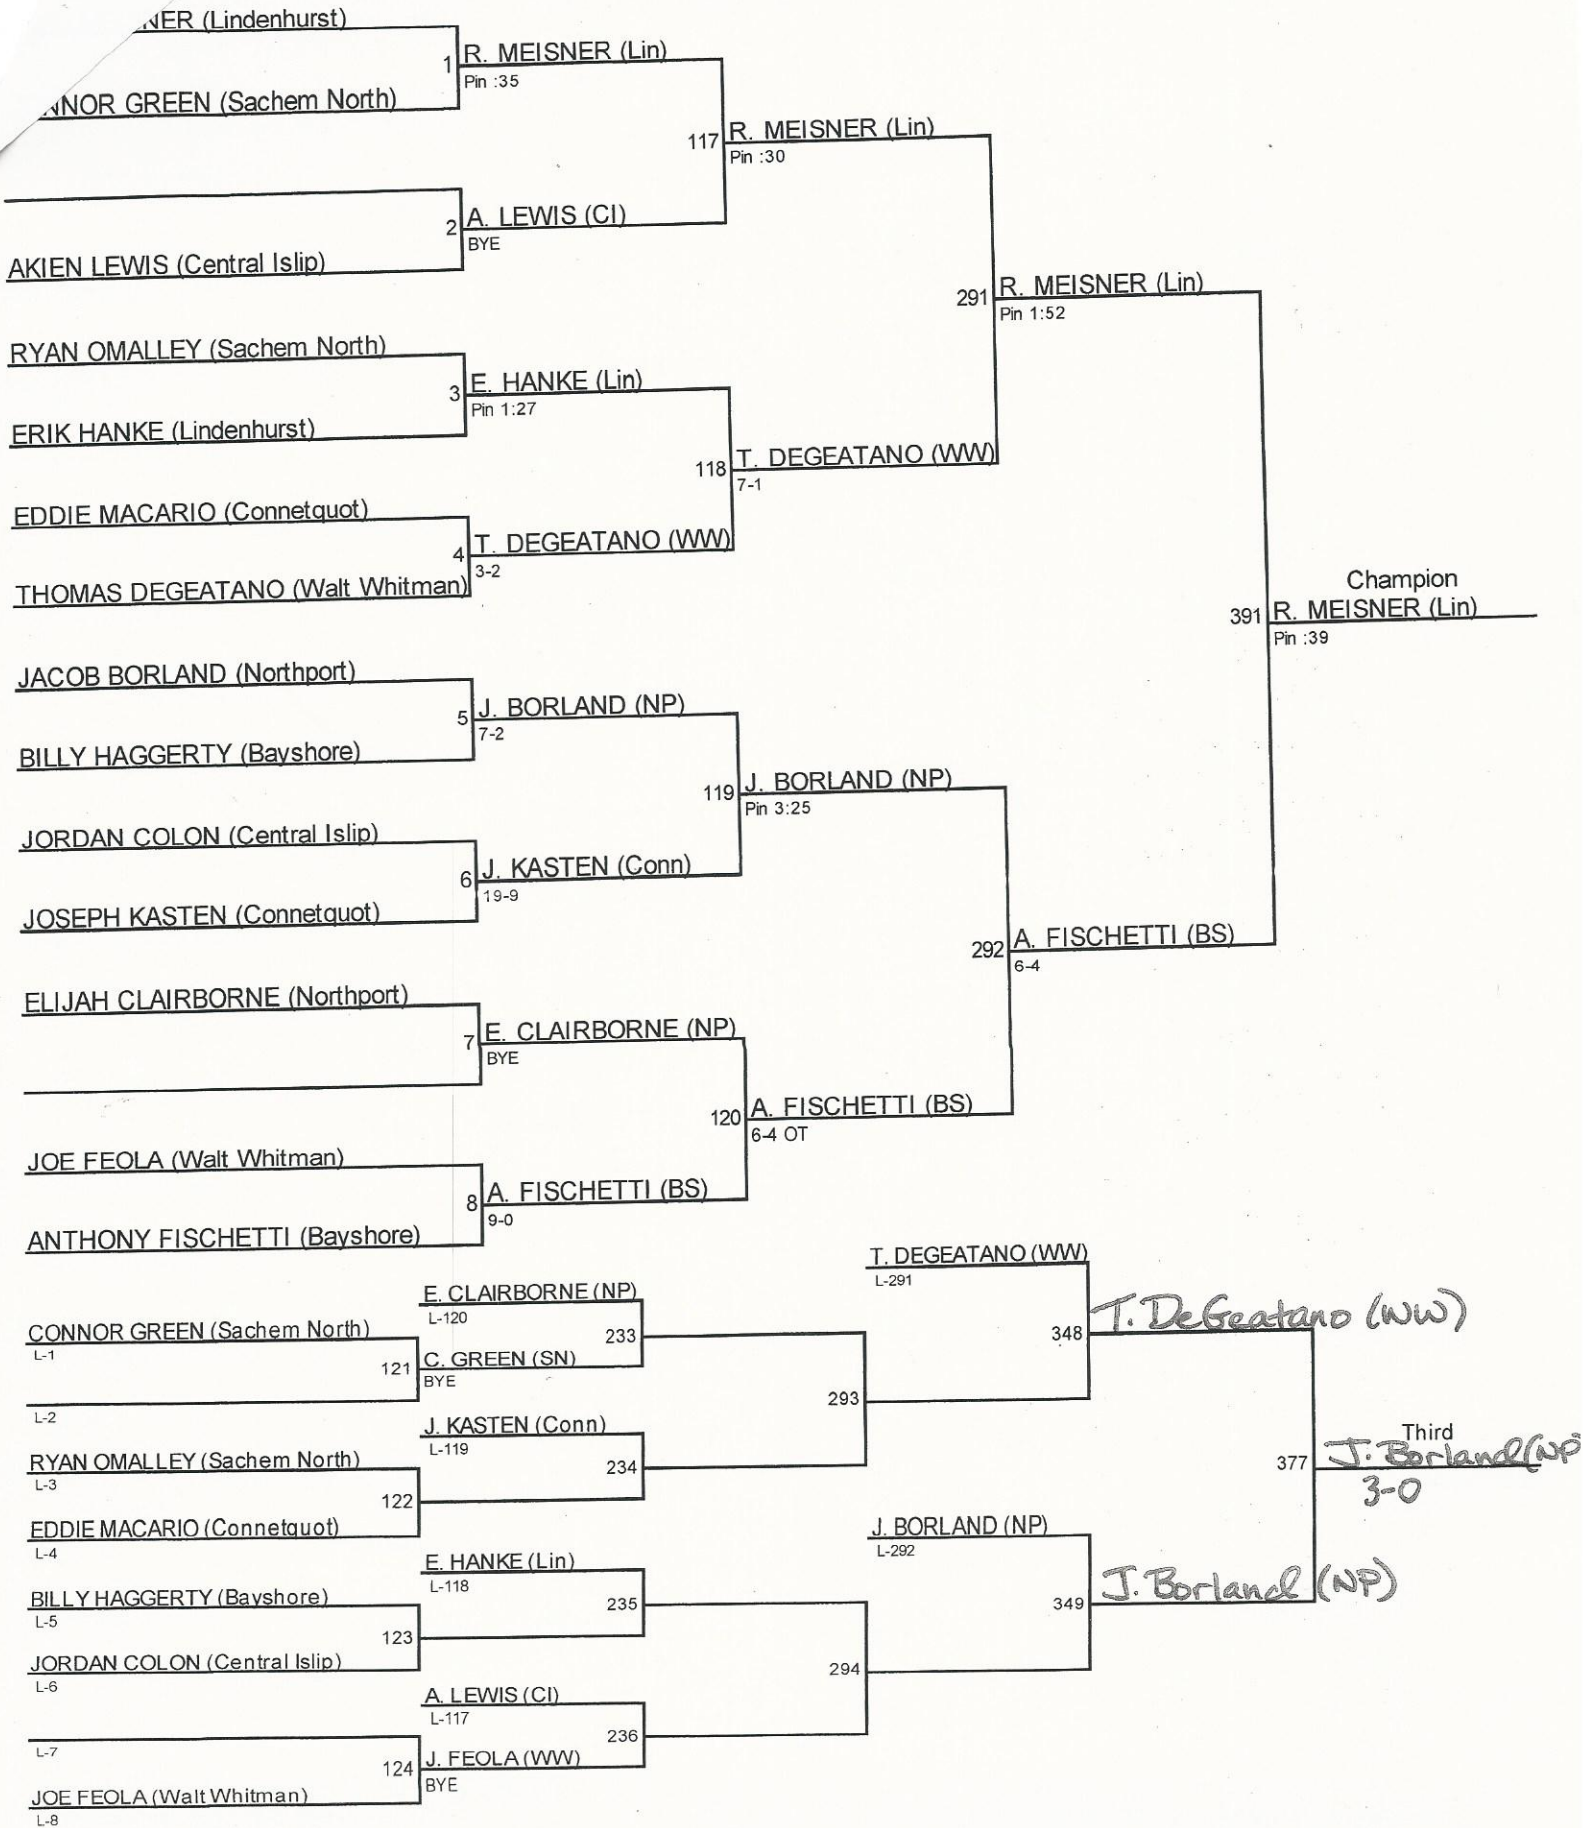 NER (Lindenhurst)
1 R. MEISNER (Lin)
Pin :35
NNOR GREEN (Sachem North)
117 R. MEISNER (Lin)
Pin :30
2 A. LEWIS (CI)
BYE
AKIEN LEWIS (Central Islip)
291 R. MEISNER (Lin)
Pin 1:52
RYAN OMALLEY (Sachem North)
3 E. HANKE (Lin)
Pin 1:27
ERIK HANKE (Lindenhurst)
118 T. DEGEATANO (WW)
7-1
EDDIE MACARIO (Connetquot)
4 T. DEGEATANO (WW)
3-2
THOMAS DEGEATANO (Walt Whitman)
Champion
391 R. MEISNER (Lin)
Pin :39
JACOB BORLAND (Northport)
5 J. BORLAND (NP)
7-2
BILLY HAGGERTY (Bayshore)
119 J. BORLAND (NP)
Pin 3:25
JORDAN COLON (Central Islip)
6 J. KASTEN (Conn)
19-9
JOSEPH KASTEN (Connetquot)
292 A. FISCHETTI (BS)
6-4
ELIJAH CLAIRBORNE (Northport)
7 E. CLAIRBORNE (NP)
BYE
120 A. FISCHETTI (BS)
6-4 OT
JOE FEOLA (Walt Whitman)
8 A. FISCHETTI (BS)
9-0
ANTHONY FISCHETTI (Bayshore)
T. DEGEATANO (WW)
L-291
E. CLAIRBORNE (NP)
L-120
CONNOR GREEN (Sachem North)
L-1
233
348 T. DeGeatano (WW)
121 C. GREEN (SN)
BYE
L-2
293
J. KASTEN (Conn)
L-119
RYAN OMALLEY (Sachem North)
L-3
234
Third
377 J. Borland (NP
3-0
122
EDDIE MACARIO (Connetquot)
L-4
J. BORLAND (NP)
L-292
E. HANKE (Lin)
L-118
BILLY HAGGERTY (Bayshore)
L-5
235
349 J. Borland (NP)
123
JORDAN COLON (Central Islip)
L-6
294
A. LEWIS (CI)
L-117
236
L-7
124 J. FEOLA (WW)
BYE
JOE FEOLA (Walt Whitman)
L-8